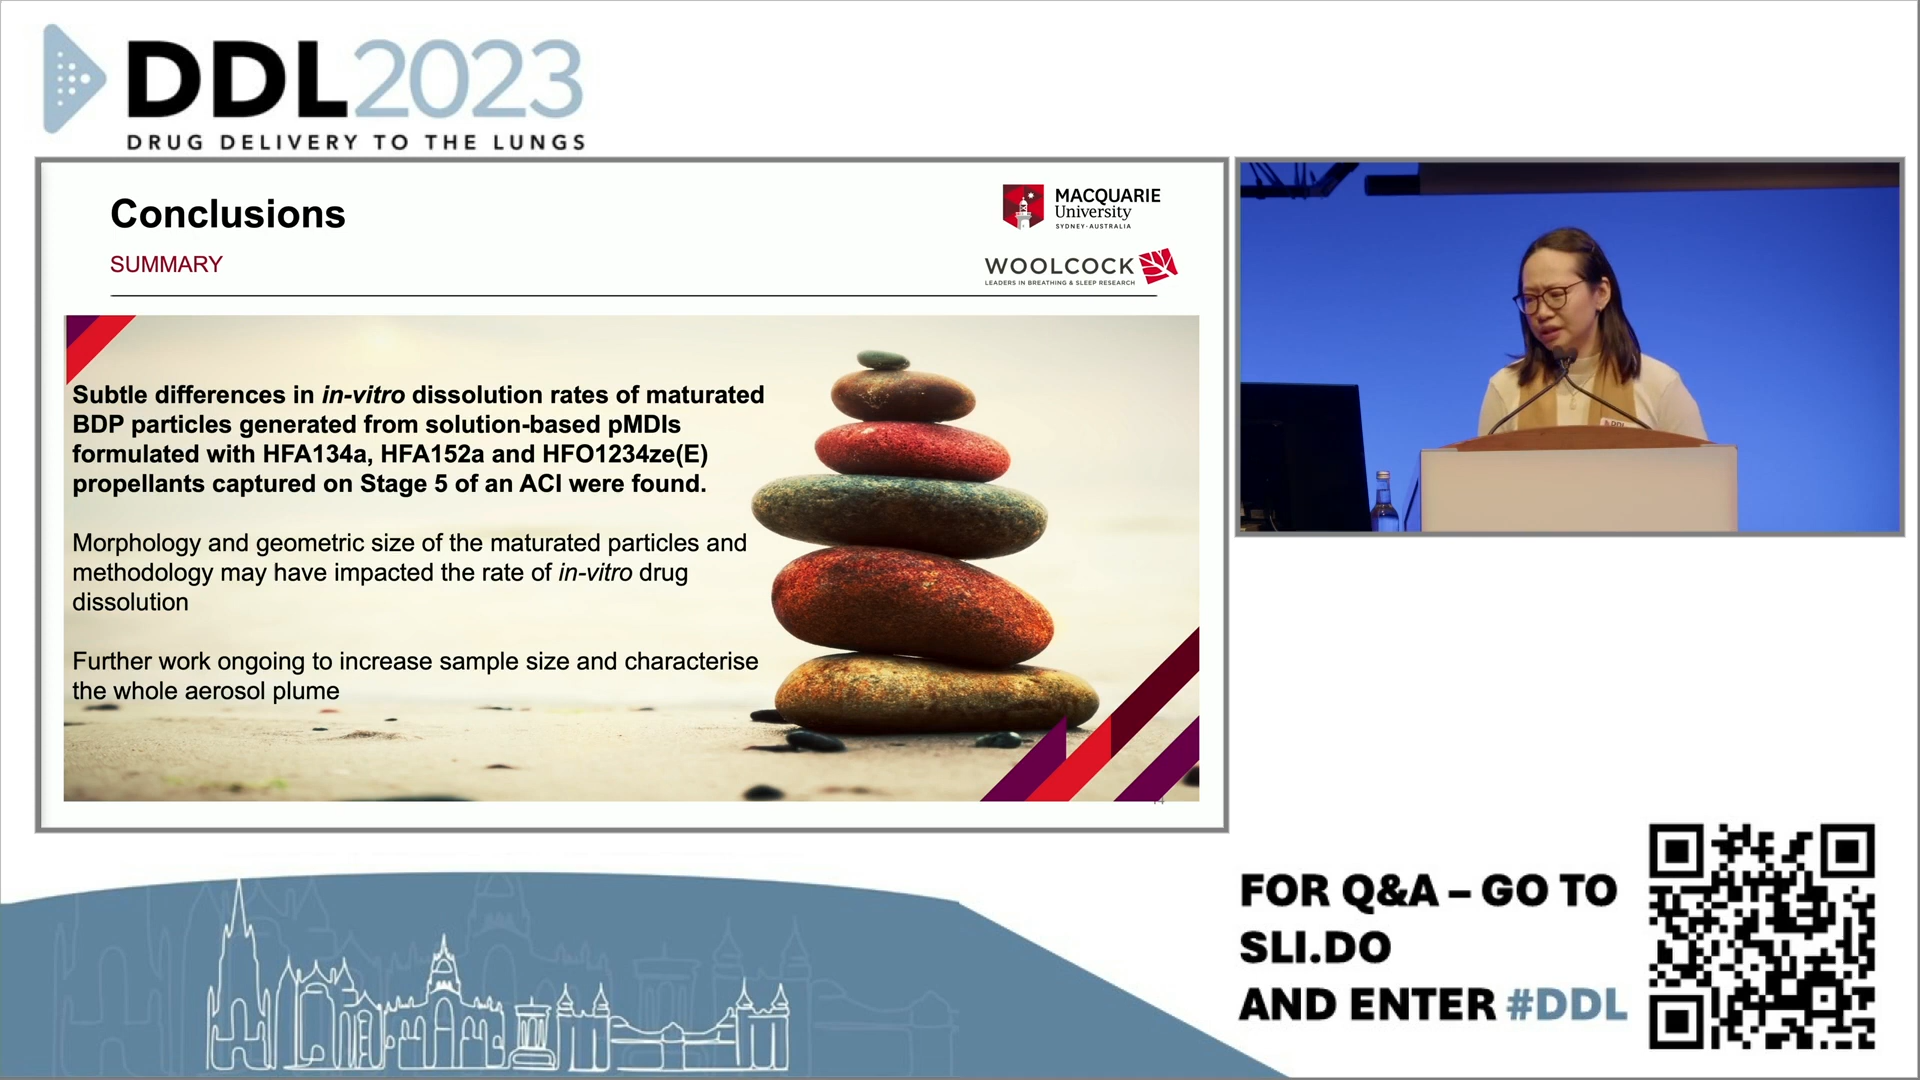 DDL2023
DRUG DELIVERY TO THE LUNGS
Conclusions
SUMMARY
MACQUARIE
University
SYDNEY·AUSTRALIA
WOOLCOCK
LEADERS IN BREATHING & SLEEP RESEARCH
Subtle differences in in-vitro dissolution rates of maturated
BDP particles generated from solution-based pMDIs
formulated with HFA134a, HFA152a and HFO1234ze(E)
propellants captured on Stage 5 of an ACI were found.
Morphology and geometric size of the maturated particles and
methodology may have impacted the rate of in-vitro drug
dissolution
Further work ongoing to increase sample size and characterise
the whole aerosol plume
FOR Q&A – GO TO
SLI.DO
AND ENTER #DDL